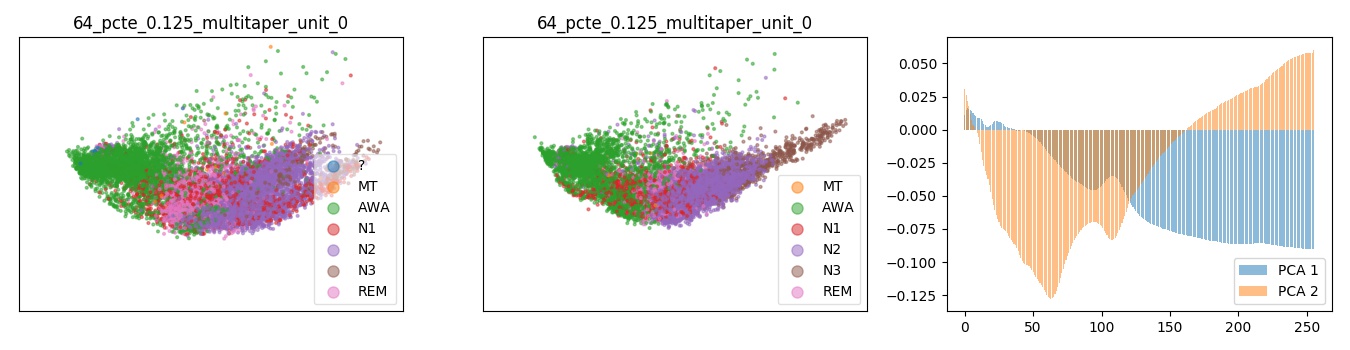 64_pcte_0.125_multitaper_unit_0
?
MT
AWA
N1
N2
N3
REM
64_pcte_0.125_multitaper_unit_0
MT
AWA
N1
N2
N3
REM
0.050
0.025
0.000
−0.025
−0.050
−0.075
−0.100
−0.125
0 50 100 150 200 250
PCA 1
PCA 2